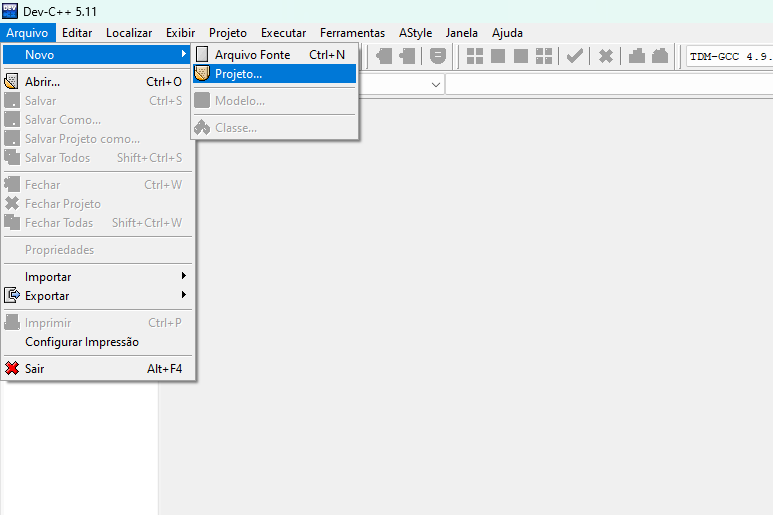 Dev-C++ 5.11
Arquivo Editar Localizar Exibir Projeto Executar Ferramentas AStyle Janela Ajuda
Novo
Arquivo Fonte Ctrl+N
TDM-GCC 4.9.
Projeto...
Abrir... Ctrl+O
Salvar Ctrl+S
Modelo...
Salvar Como...
Classe...
Salvar Projeto como...
Salvar Todos Shift+Ctrl+S
Fechar Ctrl+W
Fechar Projeto
Fechar Todas Shift+Ctrl+W
Propriedades
Importar
Exportar
Imprimir Ctrl+P
Configurar Impressão
Sair Alt+F4